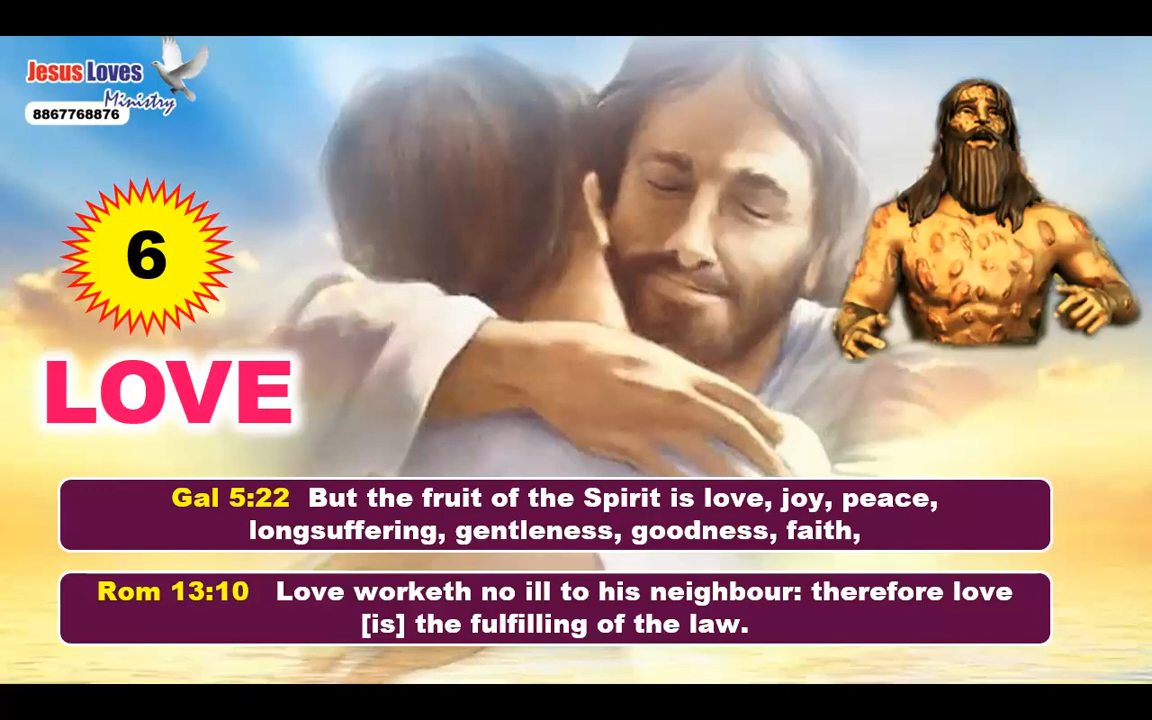 Jesus Loves
Ministry
8867768876
6
LOVE
Gal 5:22 But the fruit of the Spirit is love, joy, peace,
longsuffering, gentleness, goodness, faith,
Rom 13:10 Love worketh no ill to his neighbour: therefore love
[is] the fulfilling of the law.